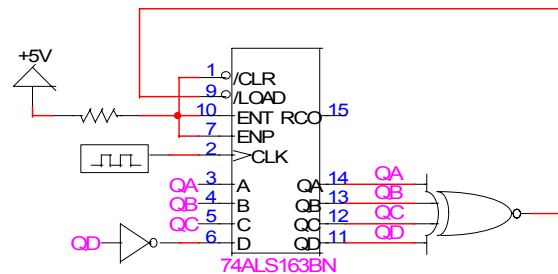 +5V
1 /CLR
9 /LOAD
10 ENT RCO 15
7 ENP
2 CLK
QA 3 A QA 14 QA
QB 4 B QB 13 QB
QC 5 C QC 12 QC
QD 6 D QD 11 QD
74ALS163BN